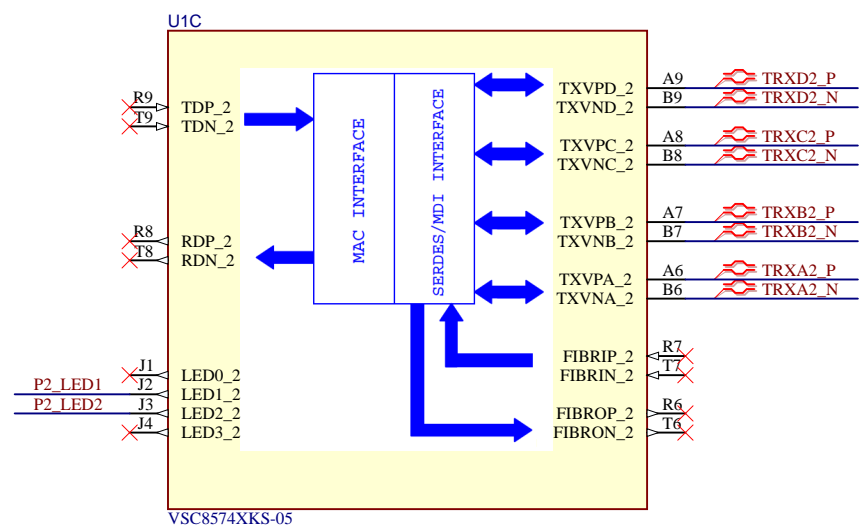 U1C
R9 TDP_2
T9 TDN_2
R8 RDP_2
T8 RDN_2
J1 LED0_2
P2_LED1 J2 LED1_2
P2_LED2 J3 LED2_2
J4 LED3_2
MAC INTERFACE
SERDES/MDI INTERFACE
TXVPD_2 A9 TRXD2_P
TXVND_2 B9 TRXD2_N
TXVPC_2 A8 TRXC2_P
TXVNC_2 B8 TRXC2_N
TXVPB_2 A7 TRXB2_P
TXVNB_2 B7 TRXB2_N
TXVPA_2 A6 TRXA2_P
TXVNA_2 B6 TRXA2_N
FIBRIP_2 R7
FIBRIN_2 T7
FIBROP_2 R6
FIBRON_2 T6
VSC8574XKS-05